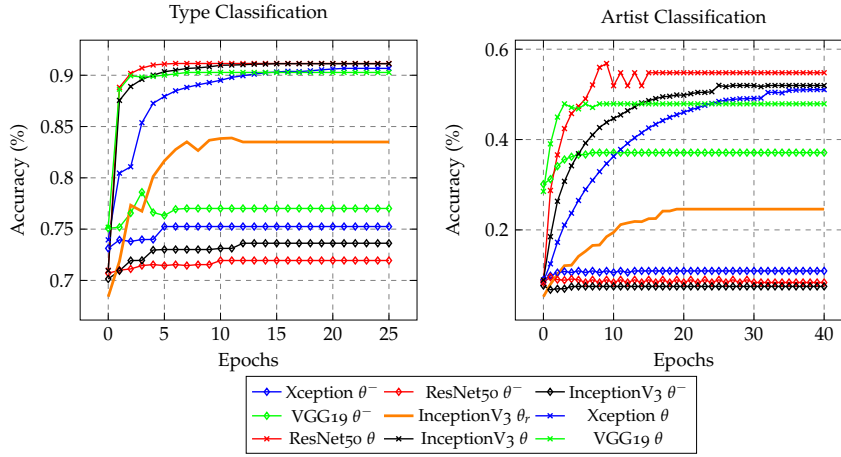 Type Classification
Artist Classification
Accuracy (%)
0.9
0.85
0.8
0.75
0.7
0 5 10 15 20 25
Epochs
Accuracy (%)
0.6
0.4
0.2
0 10 20 30 40
Epochs
Xception θ⁻ ResNet50 θ⁻ InceptionV3 θ⁻
VGG19 θ⁻ InceptionV3 θᵣ Xception θ
ResNet50 θ InceptionV3 θ VGG19 θ